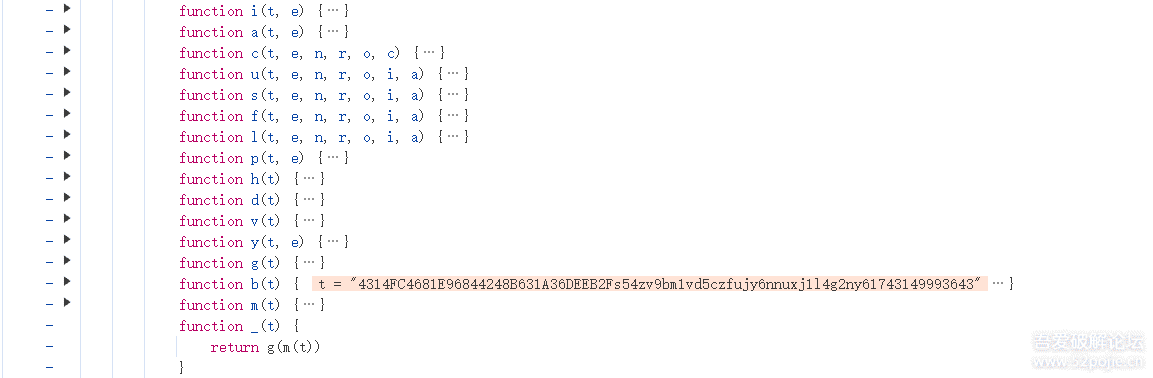 function i(t, e) {…}
function a(t, e) {…}
function c(t, e, n, r, o, c) {…}
function u(t, e, n, r, o, i, a) {…}
function s(t, e, n, r, o, i, a) {…}
function f(t, e, n, r, o, i, a) {…}
function l(t, e, n, r, o, i, a) {…}
function p(t, e) {…}
function h(t) {…}
function d(t) {…}
function v(t) {…}
function y(t, e) {…}
function g(t) {…}
function b(t) { t = "4314FC4681E96844248B631A36DEEB2Fs54zv9bm1vd5czfujy6nnuxj1l4g2ny61743149993643" …}
function m(t) {…}
function _(t) {
return g(m(t))
}
吾爱破解论坛
www.52pojie.cn